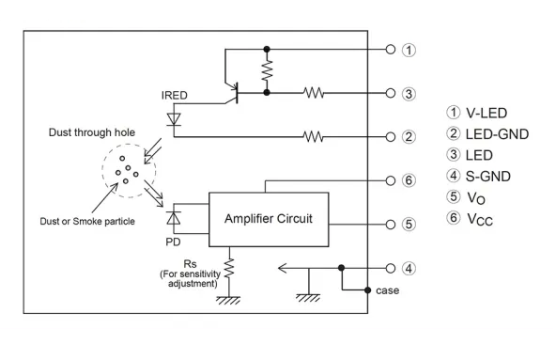 ①
IRED
③
① V-LED
Dust through hole
② LED-GND
②
③ LED
④ S-GND
⑥
⑤ VO
Amplifier Circuit
⑥ VCC
Dust or Smoke particle
⑤
PD
Rs
(For sensitivity
adjustment)
④
case